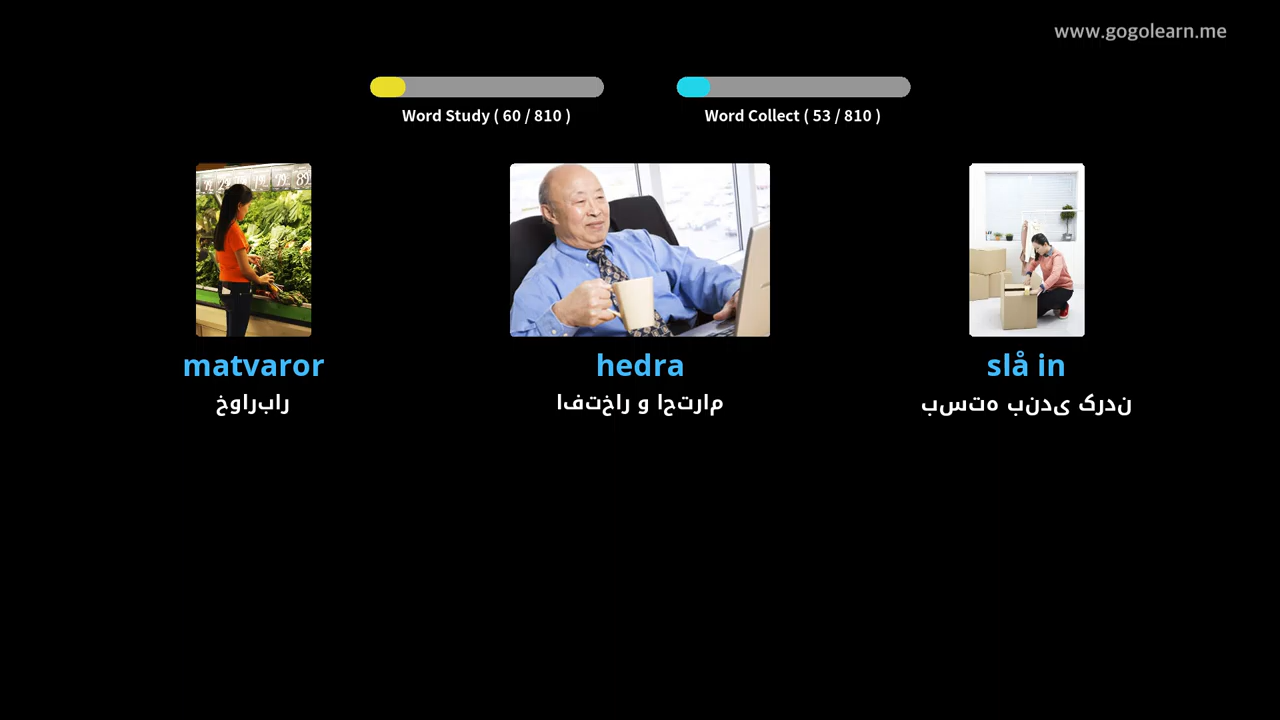 www.gogolearn.me
Word Study ( 60 / 810 )
Word Collect ( 53 / 810 )
matvaror
خواربار
hedra
افتخار و احترام
slå in
بسته بندی کردن